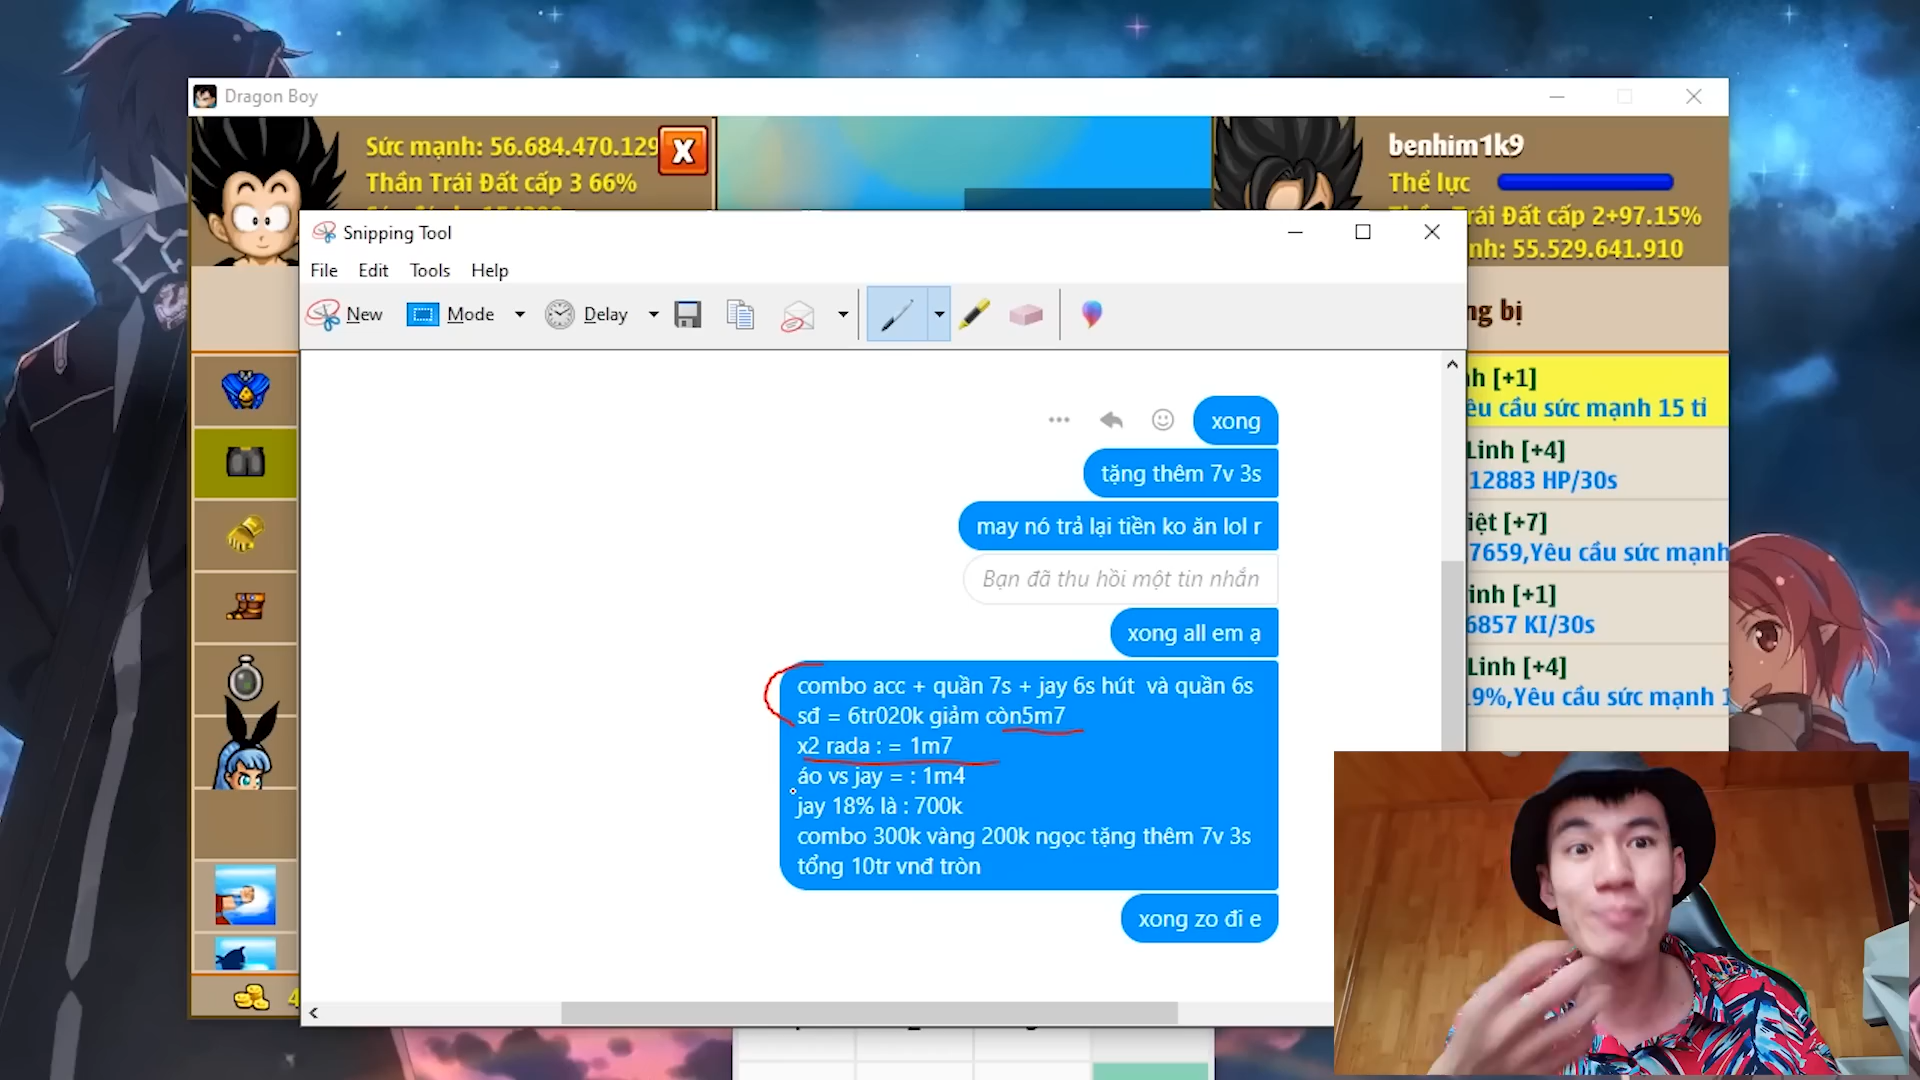 Dragon Boy
Sức mạnh: 56.684.470.129
Thần Trái Đất cấp 3 66%
X
benhim1k9
Thể lực
Trái Đất cấp 2+97.15%
nh: 55.529.641.910
Snipping Tool
File Edit Tools Help
New Mode Delay
ng bị
nh [+1]
êu cầu sức mạnh 15 tỉ
Linh [+4]
12883 HP/30s
iệt [+7]
7659,Yêu cầu sức mạnh
inh [+1]
6857 KI/30s
Linh [+4]
19%,Yêu cầu sức mạnh 1
xong
tặng thêm 7v 3s
may nó trả lại tiền ko ăn lol r
Bạn đã thu hồi một tin nhắn
xong all em ạ
combo acc + quần 7s + jay 6s hút và quần 6s
sđ = 6tr020k giảm còn5m7
x2 rada : = 1m7
áo vs jay = : 1m4
jay 18% là : 700k
combo 300k vàng 200k ngọc tặng thêm 7v 3s
tổng 10tr vnđ tròn
xong zo đi e
4